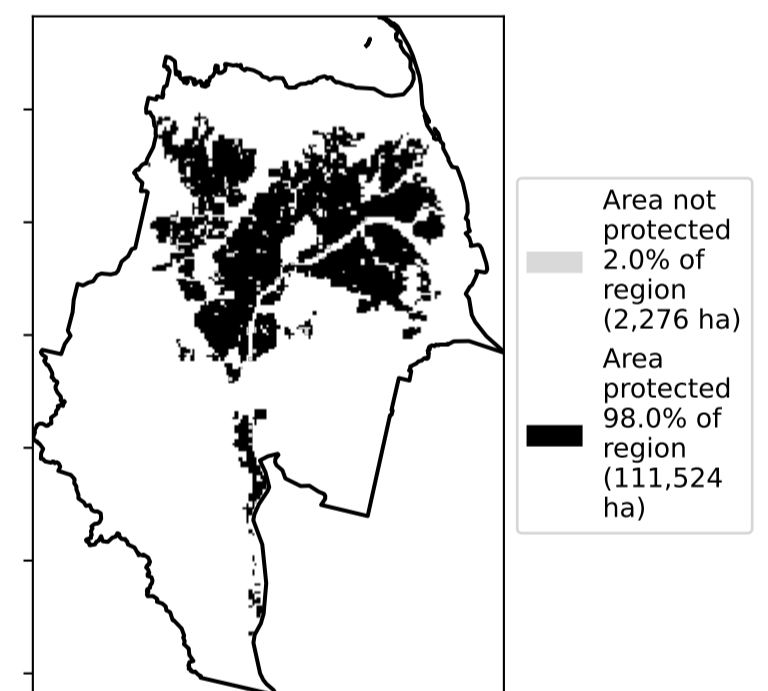 Area not
protected
2.0% of
region
(2,276 ha)
Area
protected
98.0% of
region
(111,524
ha)